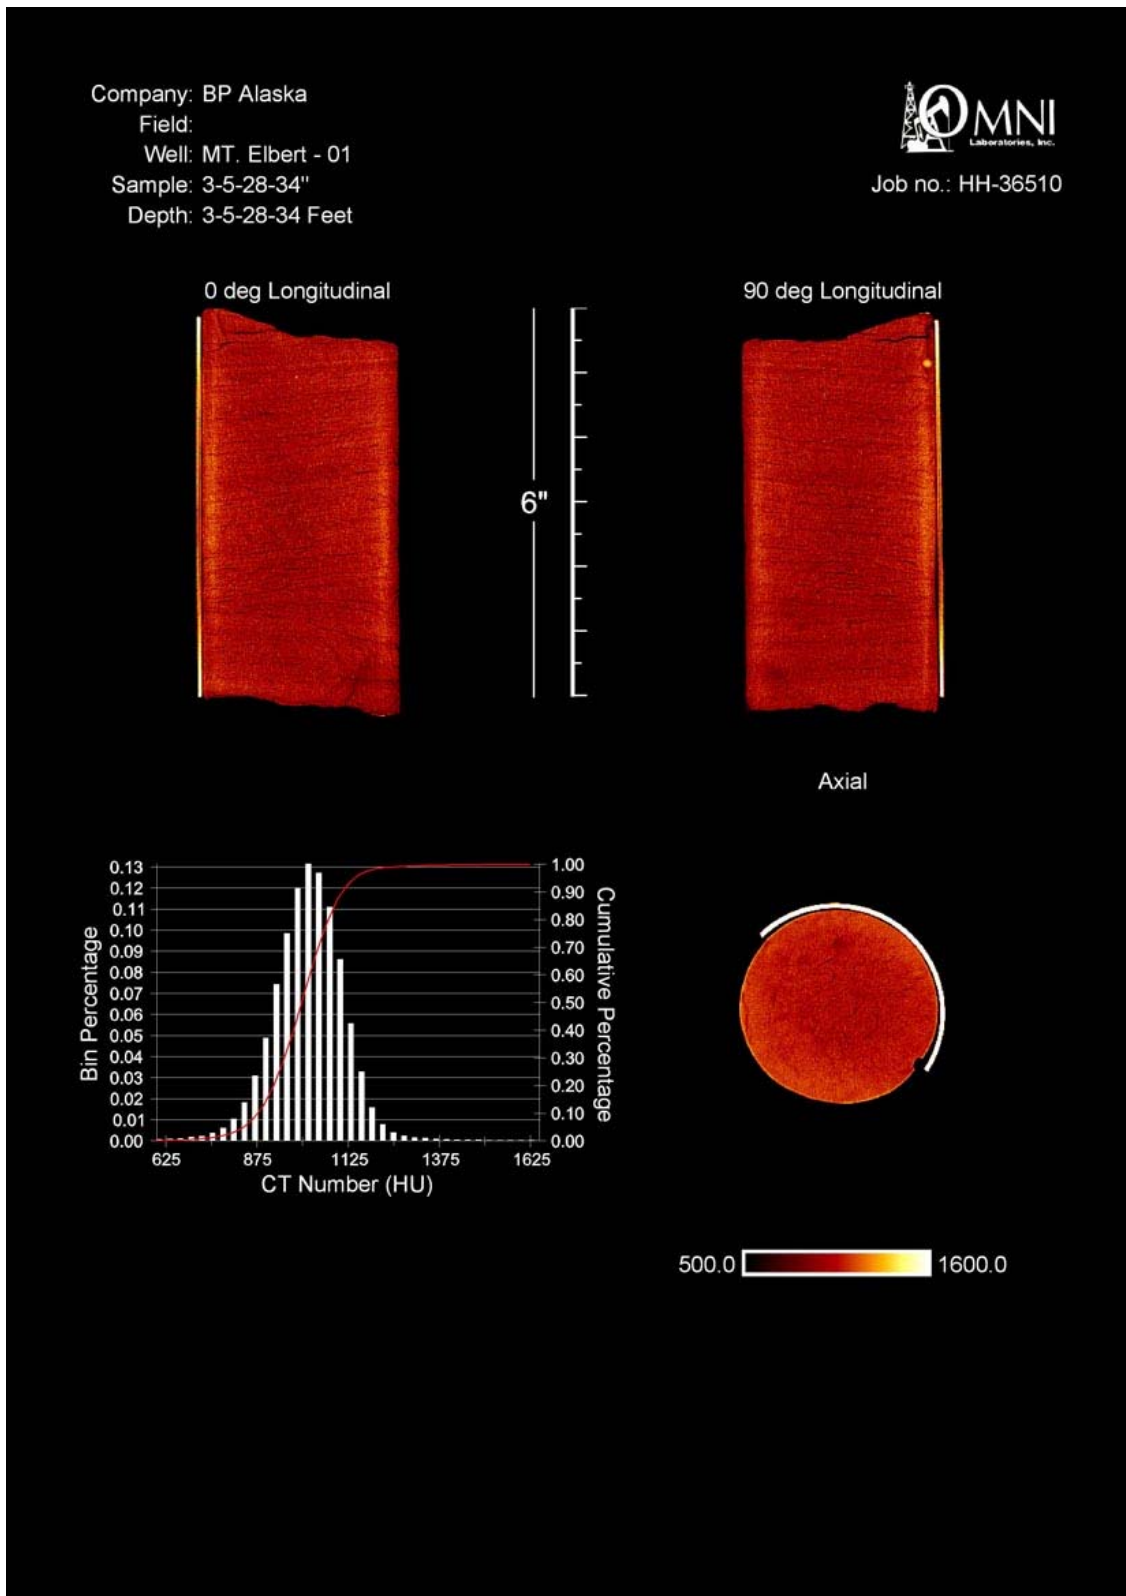 Company: BP Alaska
Field:
Well: MT. Elbert - 01
Sample: 3-5-28-34"
Depth: 3-5-28-34 Feet
OMNI
Laboratories, Inc.
Job no.: HH-36510
0 deg Longitudinal
90 deg Longitudinal
6"
Axial
Bin Percentage
0.13
0.12
0.11
0.10
0.09
0.08
0.07
0.06
0.05
0.04
0.03
0.02
0.01
0.00
1.00
0.90
0.80
0.70
0.60
0.50
0.40
0.30
0.20
0.10
0.00
Cumulative Percentage
625 875 1125 1375 1625
CT Number (HU)
500.0 1600.0